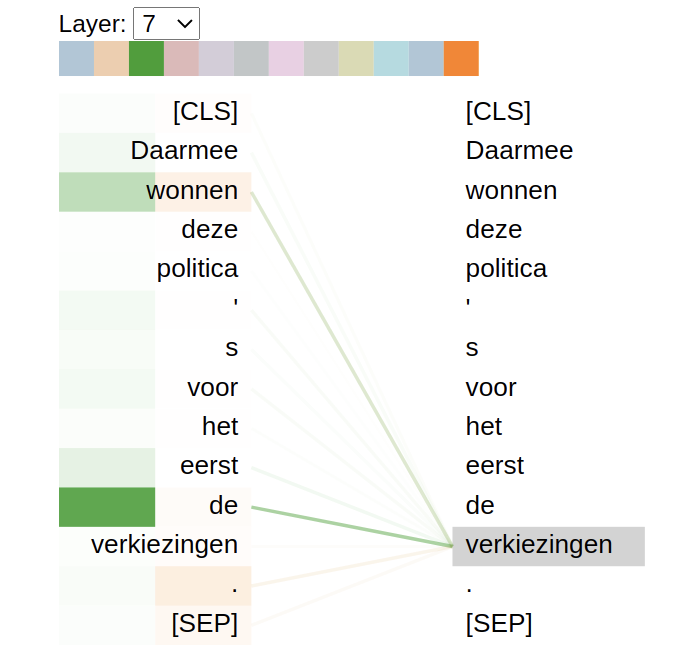 Layer: 7
[CLS] [CLS]
Daarmee Daarmee
wonnen wonnen
deze deze
politica politica
' '
s s
voor voor
het het
eerst eerst
de de
verkiezingen verkiezingen
. .
[SEP] [SEP]